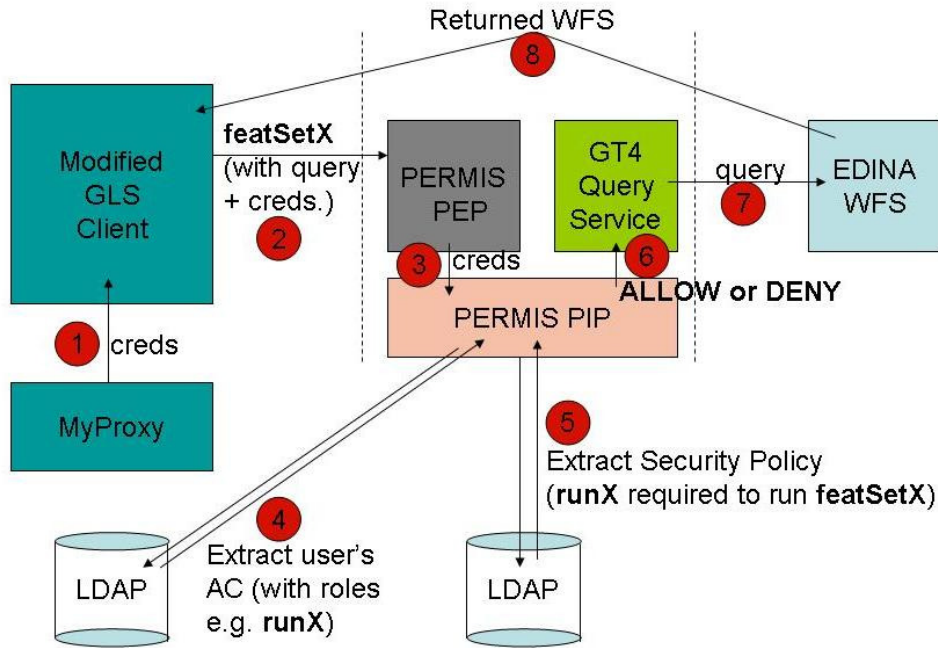 Returned WFS
8
Modified
GLS
Client
featSetX
(with query
+ creds.)
2
PERMIS
PEP
GT4
Query
Service
query
7
EDINA
WFS
3
creds
6
ALLOW or DENY
PERMIS PIP
1
creds
MyProxy
5
Extract Security Policy
(runX required to run featSetX)
4
Extract user's
AC (with roles
e.g. runX)
LDAP
LDAP